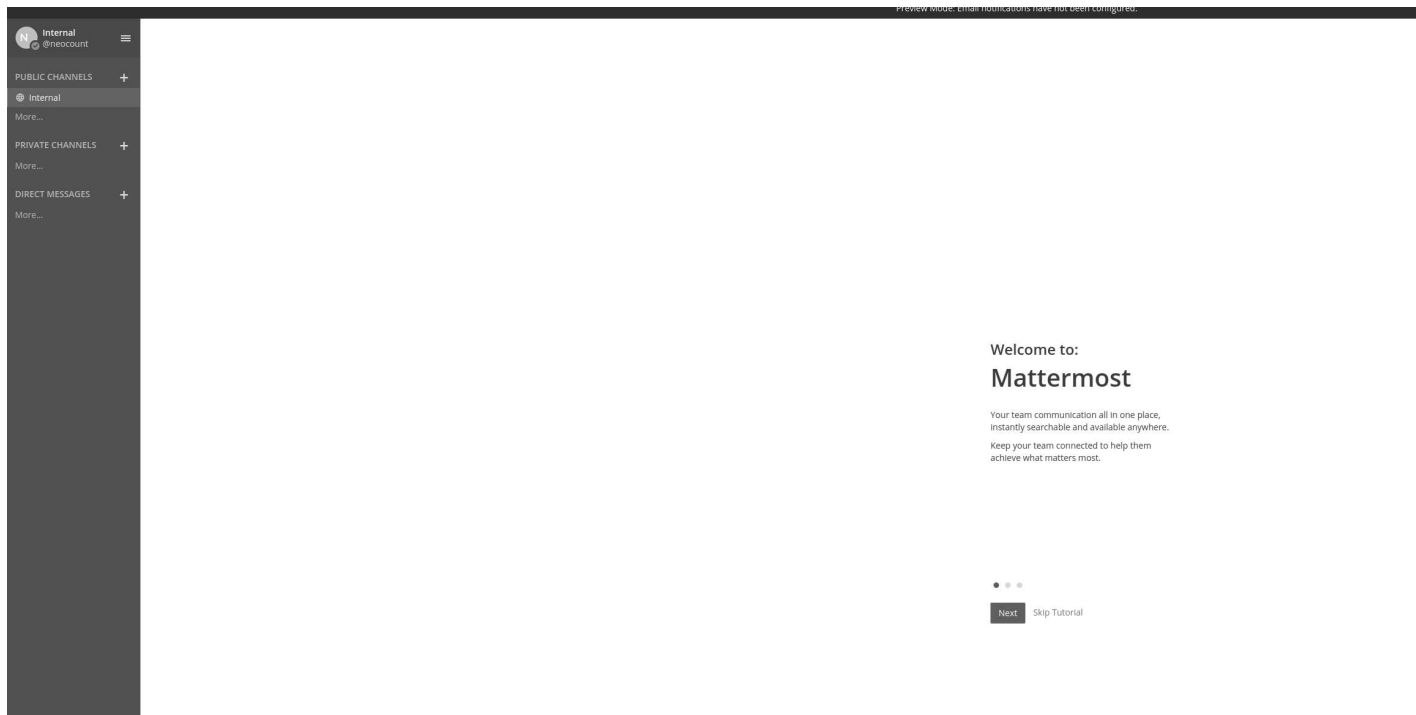 Preview Mode: Email notifications have not been configured.
N
Internal
@neocount
PUBLIC CHANNELS +
Internal
More...
PRIVATE CHANNELS +
More...
DIRECT MESSAGES +
More...
Welcome to:
Mattermost
Your team communication all in one place,
instantly searchable and available anywhere.
Keep your team connected to help them
achieve what matters most.
Next Skip Tutorial